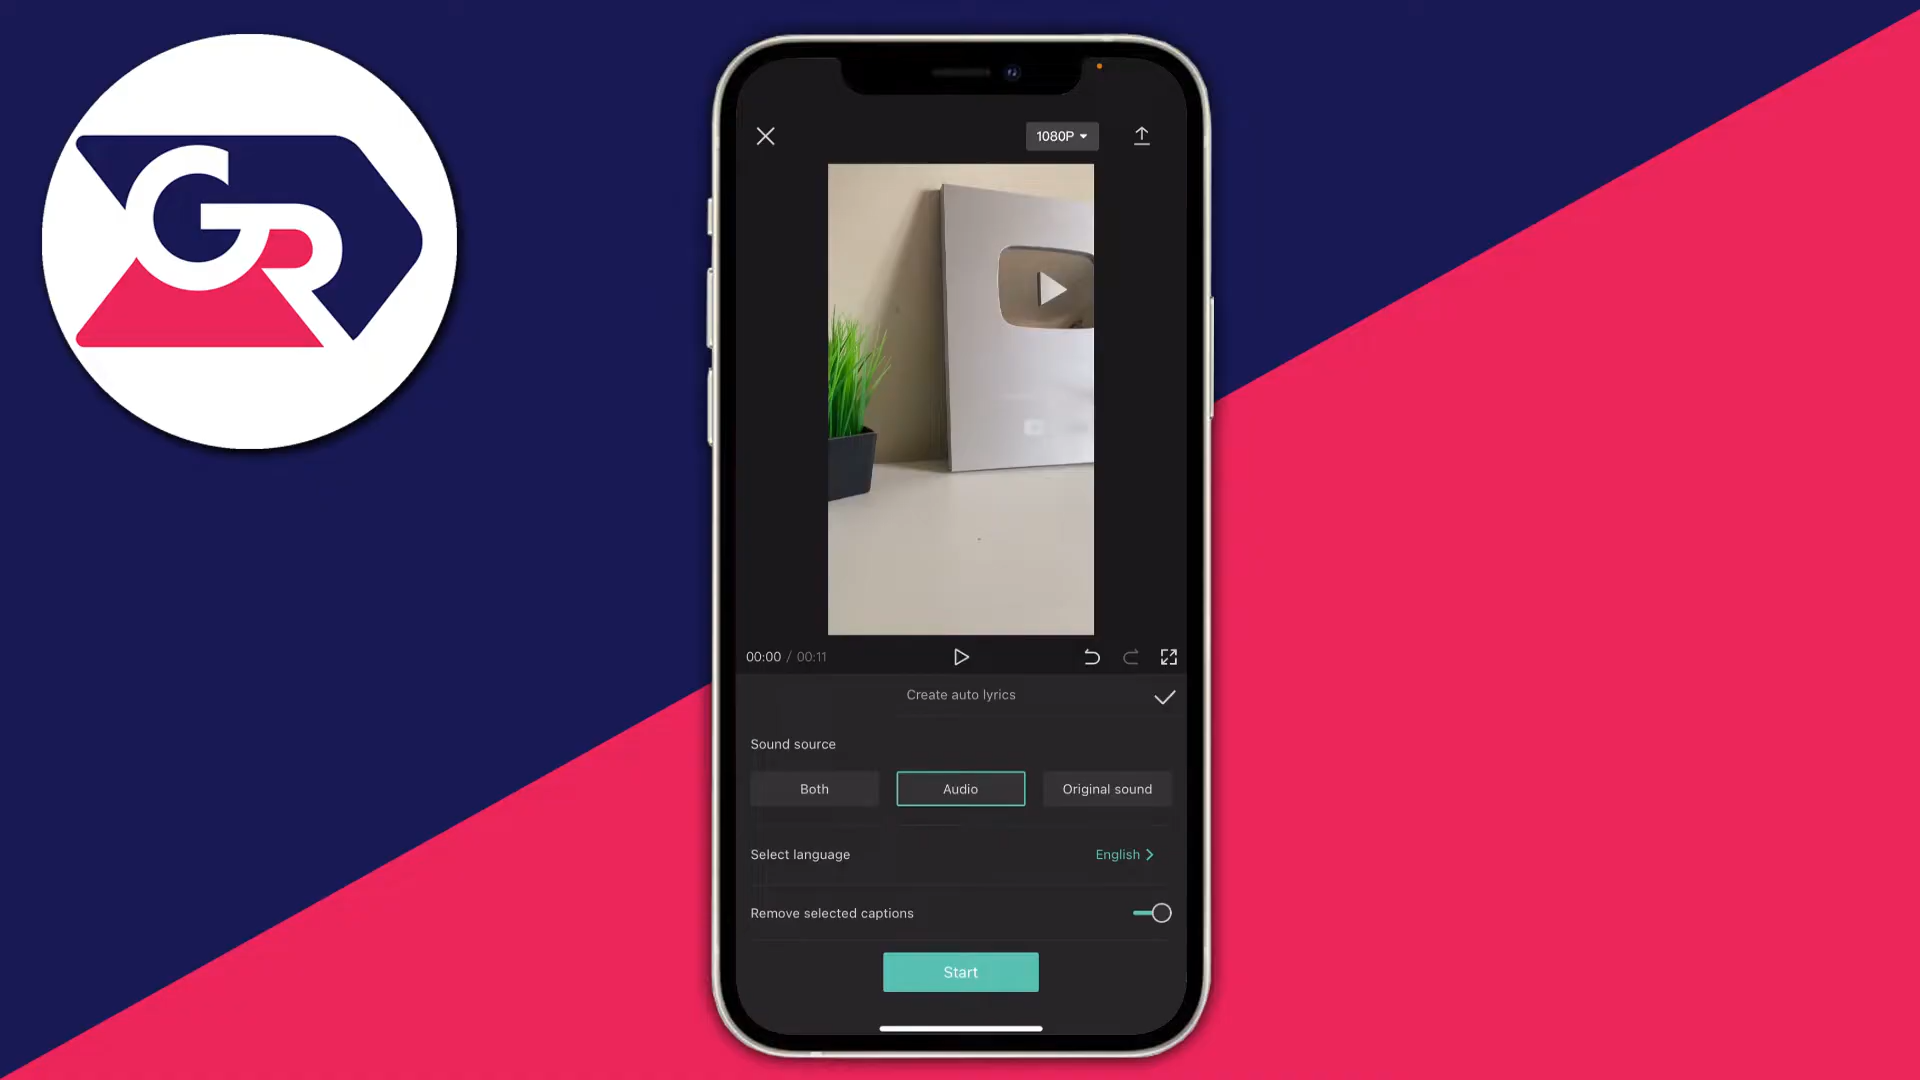 GR
1080P
00:00 / 00:11
Create auto lyrics
Sound source
Both
Audio
Original sound
Select language
English
Remove selected captions
Start